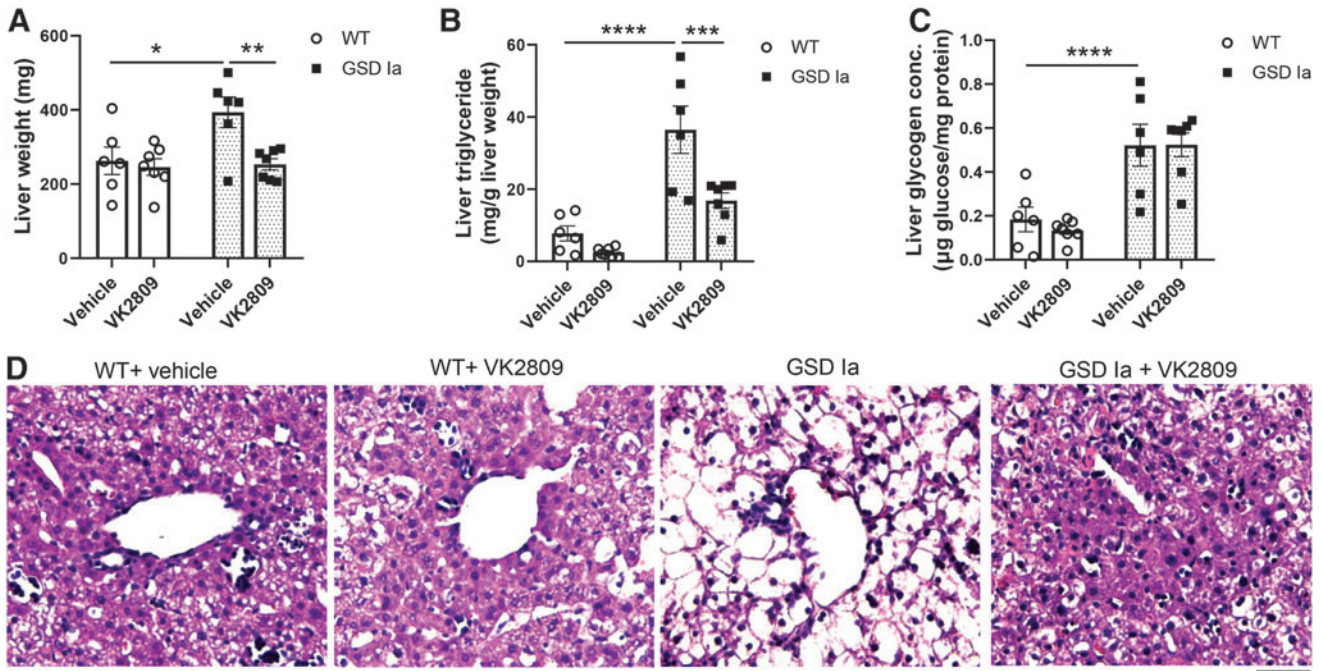 A
Liver weight (mg)
600
400
200
0
*
**
WT
GSD Ia
Vehicle
VK2809
Vehicle
VK2809
B
Liver triglyceride
(mg/g liver weight)
60
40
20
0
****
***
WT
GSD Ia
Vehicle
VK2809
Vehicle
VK2809
C
Liver glycogen conc.
(µg glucose/mg protein)
1.0
0.8
0.6
0.4
0.2
0.0
****
WT
GSD Ia
Vehicle
VK2809
Vehicle
VK2809
D
WT+ vehicle
WT+ VK2809
GSD Ia
GSD Ia + VK2809